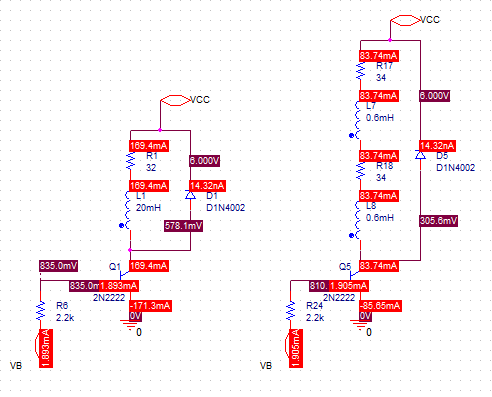 VCC
83.74mA
R17
34
83.74mA
L7
0.6mH
6.000V
83.74mA
R18
34
14.32nA
D5
D1N4002
83.74mA
L8
0.6mH
305.6mV
Q5
83.74mA
810.
1.905mA
2N2222
-85.65mA
0V
0
R24
2.2k
1.905mA
VB
VCC
169.4mA
R1
32
6.000V
169.4mA
L1
20mH
14.32nA
D1
D1N4002
578.1mV
835.0mV
Q1
169.4mA
835.0m
1.893mA
2N2222
-171.3mA
0V
0
R6
2.2k
1.893mA
VB